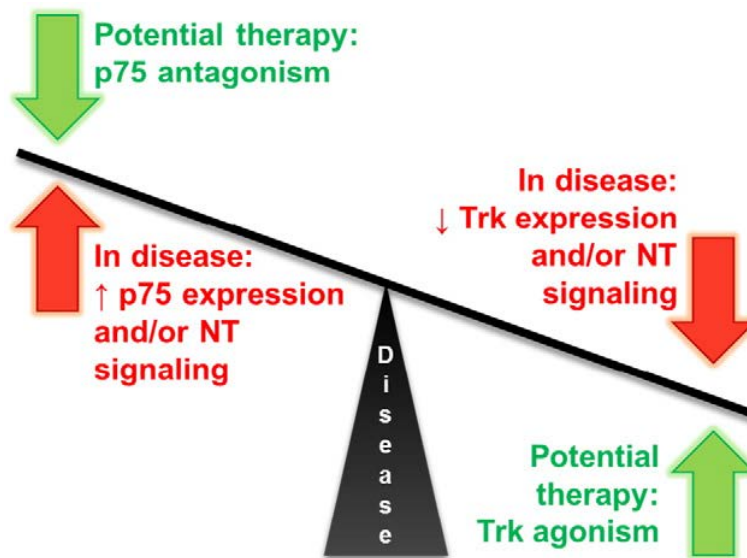 Potential therapy:
p75 antagonism
In disease:
↑ p75 expression
and/or NT
signaling
In disease:
↓ Trk expression
and/or NT
signaling
Disease
Potential
therapy:
Trk agonism